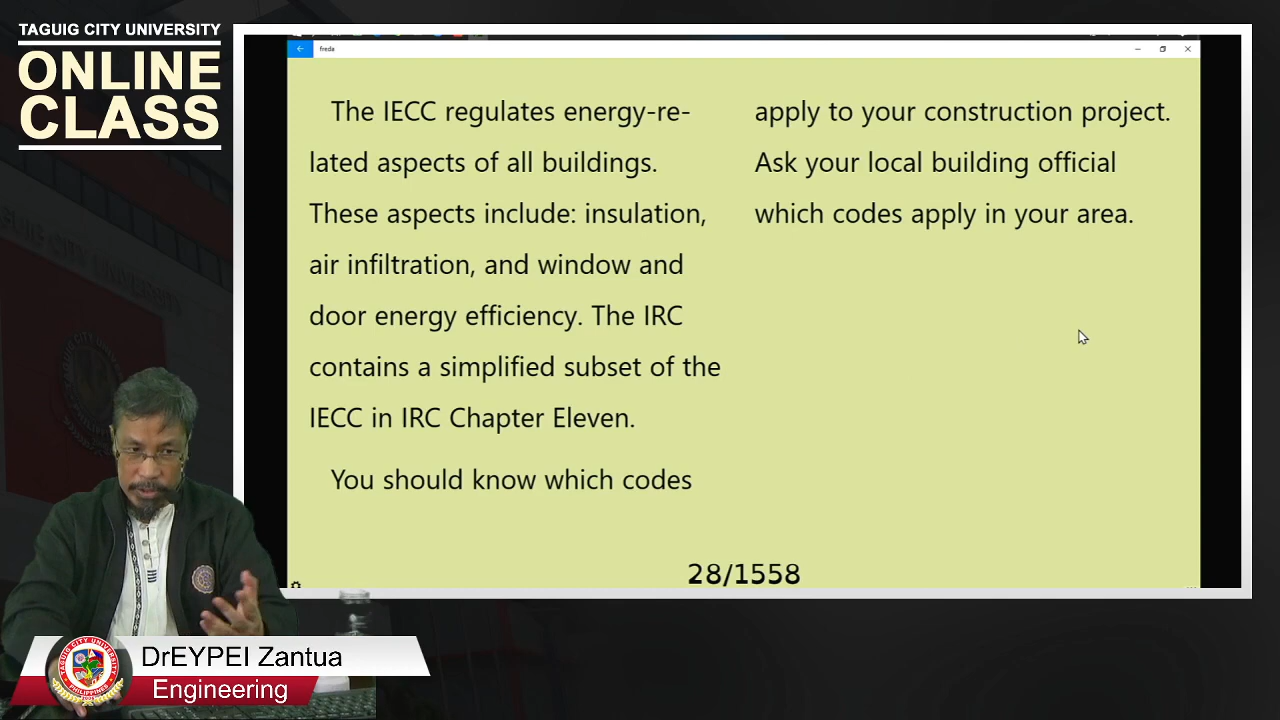 TAGUIG CITY UNIVERSITY
ONLINE
CLASS
freda
The IECC regulates energy-re-
lated aspects of all buildings.
These aspects include: insulation,
air infiltration, and window and
door energy efficiency. The IRC
contains a simplified subset of the
IECC in IRC Chapter Eleven.
You should know which codes
apply to your construction project.
Ask your local building official
which codes apply in your area.
28/1558
DrEYPEI Zantua
Engineering